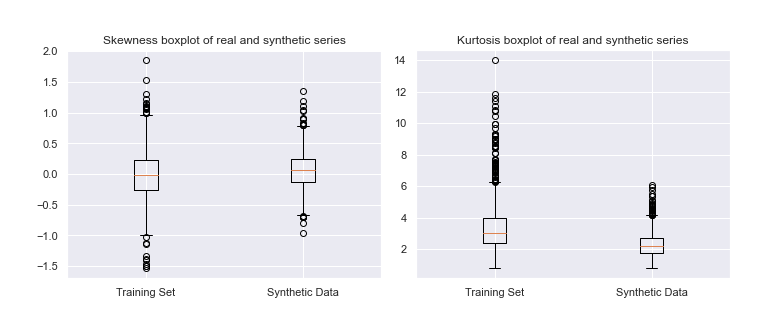 Skewness boxplot of real and synthetic series
2.0
1.5
1.0
0.5
0.0
−0.5
−1.0
−1.5
Training Set
Synthetic Data
Kurtosis boxplot of real and synthetic series
14
12
10
8
6
4
2
Training Set
Synthetic Data